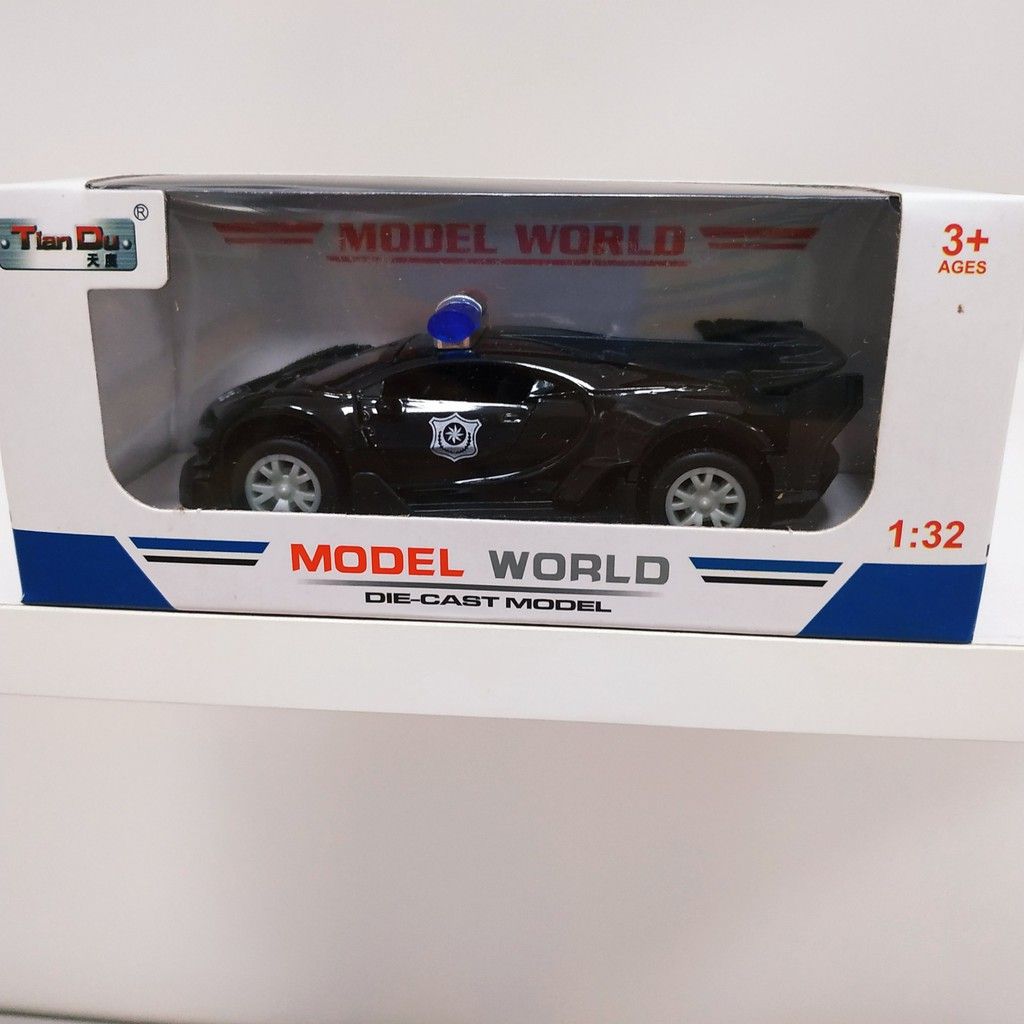 Tian Du ®
天度
MODEL WORLD
3+
AGES
1:32
MODEL WORLD
DIE-CAST MODEL